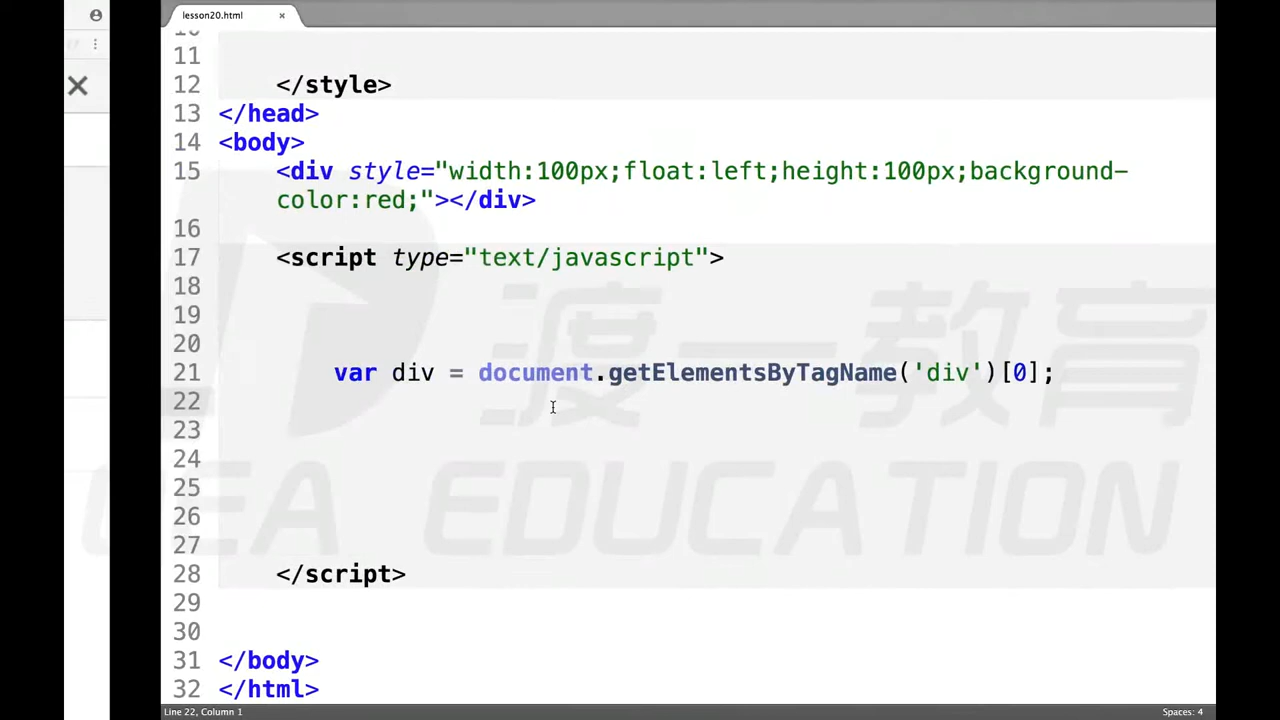 lesson20.html
10
11
12 </style>
13 </head>
14 <body>
15 <div style="width:100px;float:left;height:100px;background-
color:red;"></div>
16
17 <script type="text/javascript">
18
19
20
21 var div = document.getElementsByTagName('div')[0];
22
23
24
25
26
27
28 </script>
29
30
31 </body>
32 </html>
渡一教育
DUYI EDUCATION
Line 22, Column 1
Spaces: 4